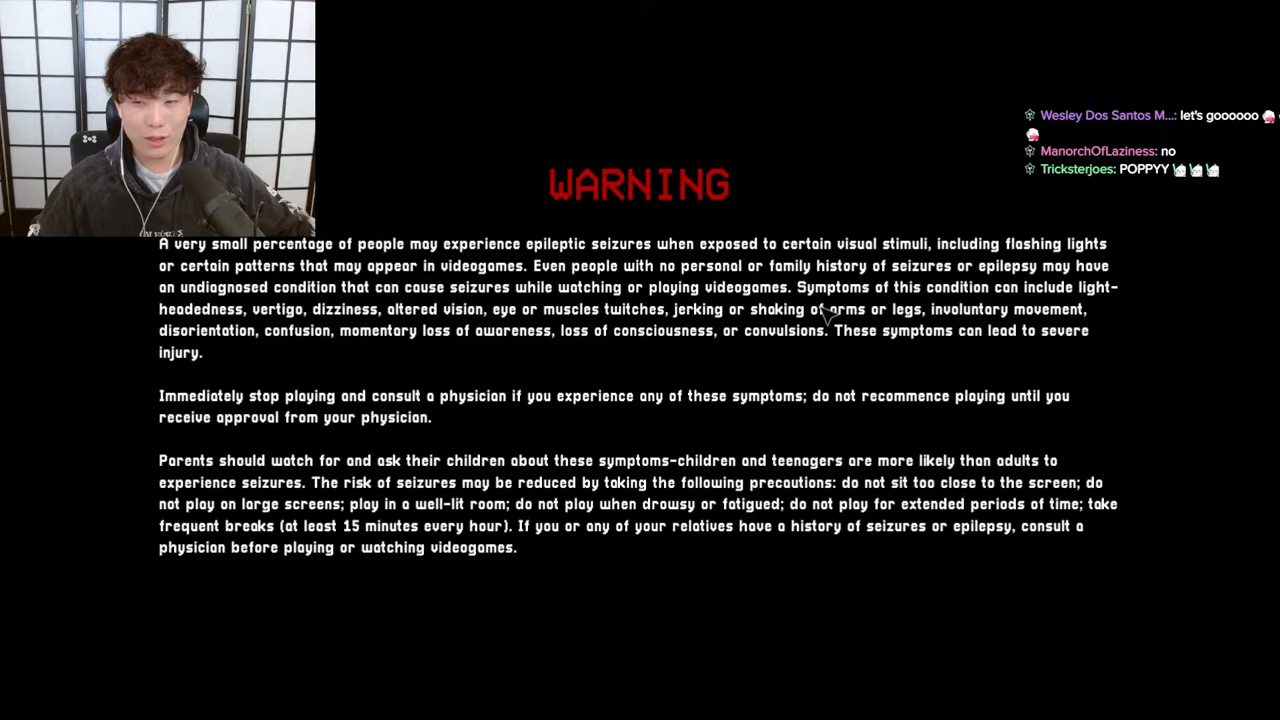 Wesley Dos Santos M...: let's goooooo
ManorchOfLaziness: no
Tricksterjoes: POPPYY
WARNING
A very small percentage of people may experience epileptic seizures when exposed to certain visual stimuli, including flashing lights
or certain patterns that may appear in videogames. Even people with no personal or family history of seizures or epilepsy may have
an undiagnosed condition that can cause seizures while watching or playing videogames. Symptoms of this condition can include light-
headedness, vertigo, dizziness, altered vision, eye or muscles twitches, jerking or shaking of arms or legs, involuntary movement,
disorientation, confusion, momentary loss of awareness, loss of consciousness, or convulsions. These symptoms can lead to severe
injury.
Immediately stop playing and consult a physician if you experience any of these symptoms; do not recommence playing until you
receive approval from your physician.
Parents should watch for and ask their children about these symptoms-children and teenagers are more likely than adults to
experience seizures. The risk of seizures may be reduced by taking the following precautions: do not sit too close to the screen; do
not play on large screens; play in a well-lit room; do not play when drowsy or fatigued; do not play for extended periods of time; take
frequent breaks (at least 15 minutes every hour). If you or any of your relatives have a history of seizures or epilepsy, consult a
physician before playing or watching videogames.